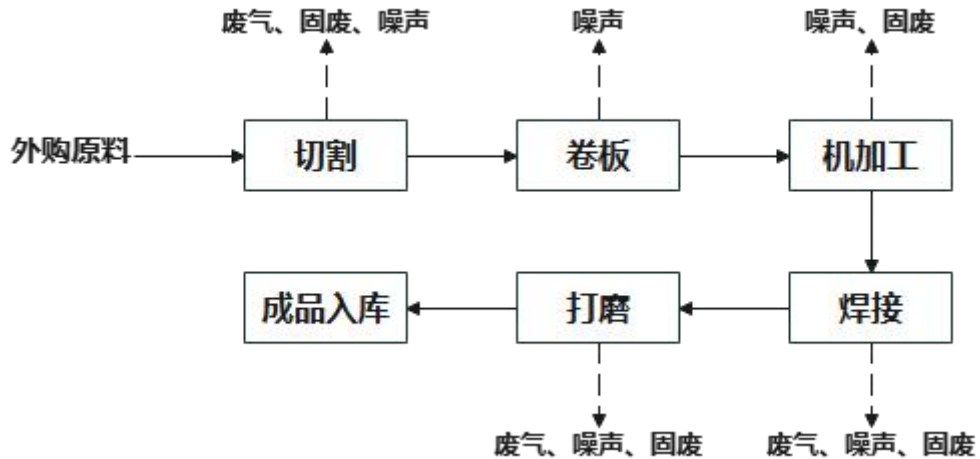 废气、固废、噪声
噪声
噪声、固废
外购原料
切割
卷板
机加工
成品入库
打磨
焊接
废气、噪声、固废
废气、噪声、固废